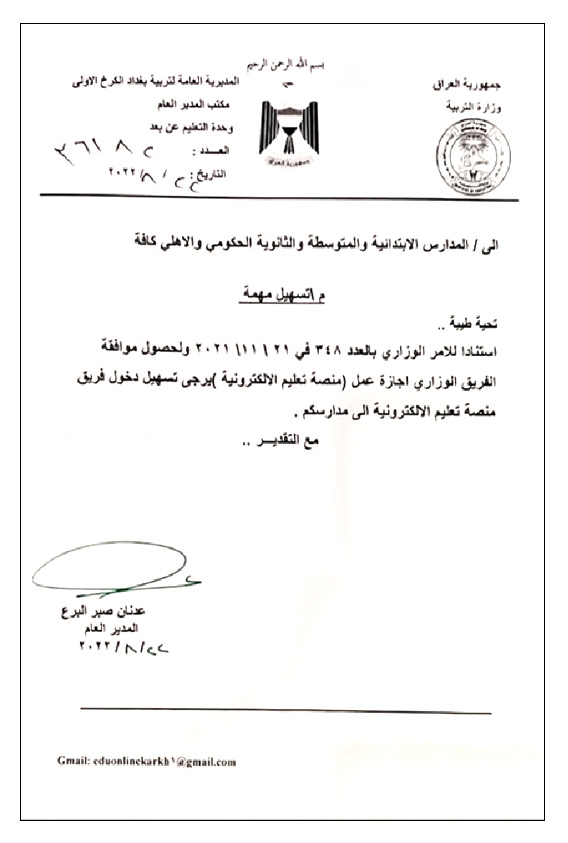 بسم الله الرحمن الرحيم
جمهورية العراق
وزارة التربية
المديرية العامة لتربية بغداد الكرخ الاولى
مكتب المدير العام
وحدة التعليم عن بعد
العـــدد :
التاريخ : ٢٢ / ٨ / ٢٠٢٢
جمهورية العراق
الى / المدارس الابتدائية والمتوسطة والثانوية الحكومي والاهلي كافة
م \ تسهيل مهمة
تحية طيبة ..
استنادا للامر الوزاري بالعدد ٣٤٨ في ٢١ \ ١١\ ٢٠٢١ ولحصول موافقة
الفريق الوزاري اجازة عمل (منصة تعليم الالكترونية )يرجى تسهيل دخول فريق
منصة تعليم الالكترونية الى مدارسكم .
مع التقديـــر ..
عدنان صبر البرع
المدير العام
٢٢ / ٨ / ٢٠٢٢
Gmail: eduonlinekarkh١@gmail.com